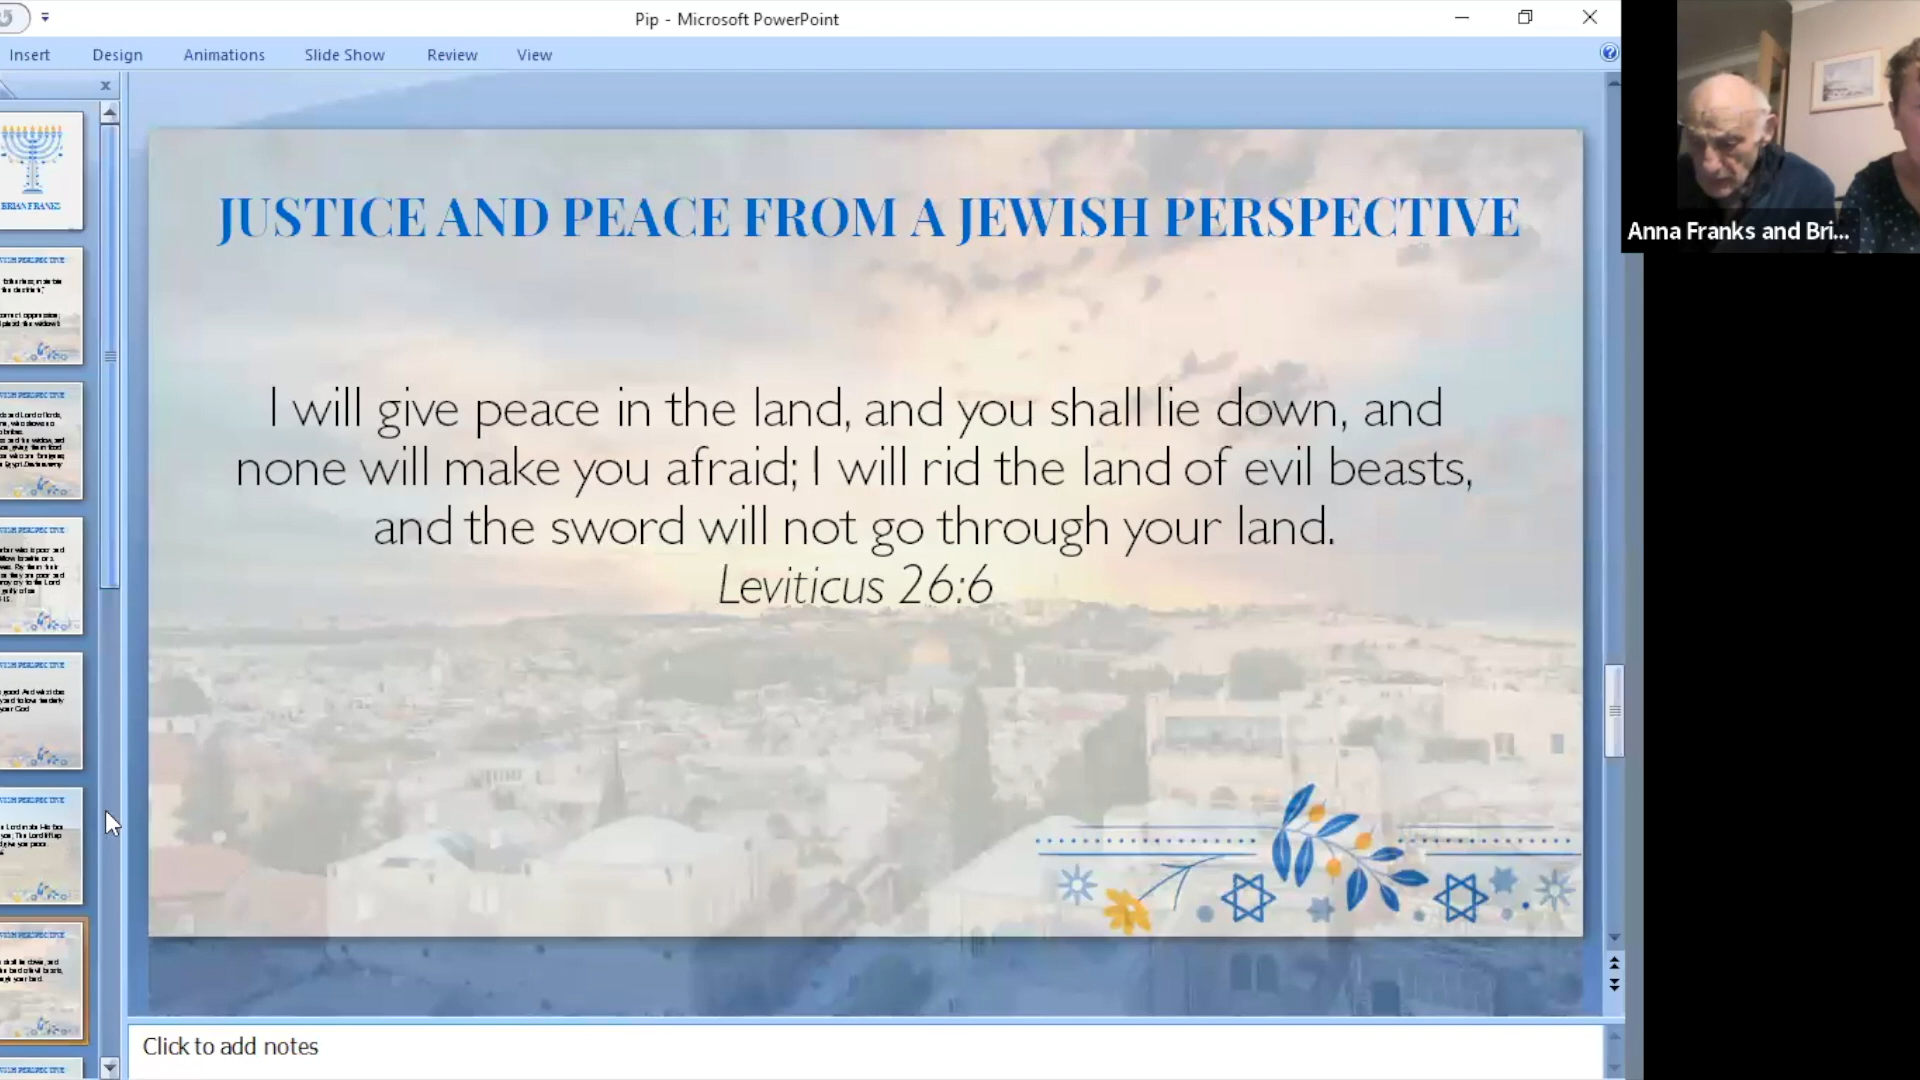 Pip - Microsoft PowerPoint
Insert Design Animations Slide Show Review View
BRIAN FRANKS
JUSTICE AND PEACE FROM A JEWISH PERSPECTIVE
I will give peace in the land, and you shall lie down, and
none will make you afraid; I will rid the land of evil beasts,
and the sword will not go through your land.
Leviticus 26:6
Click to add notes
Anna Franks and Bri...